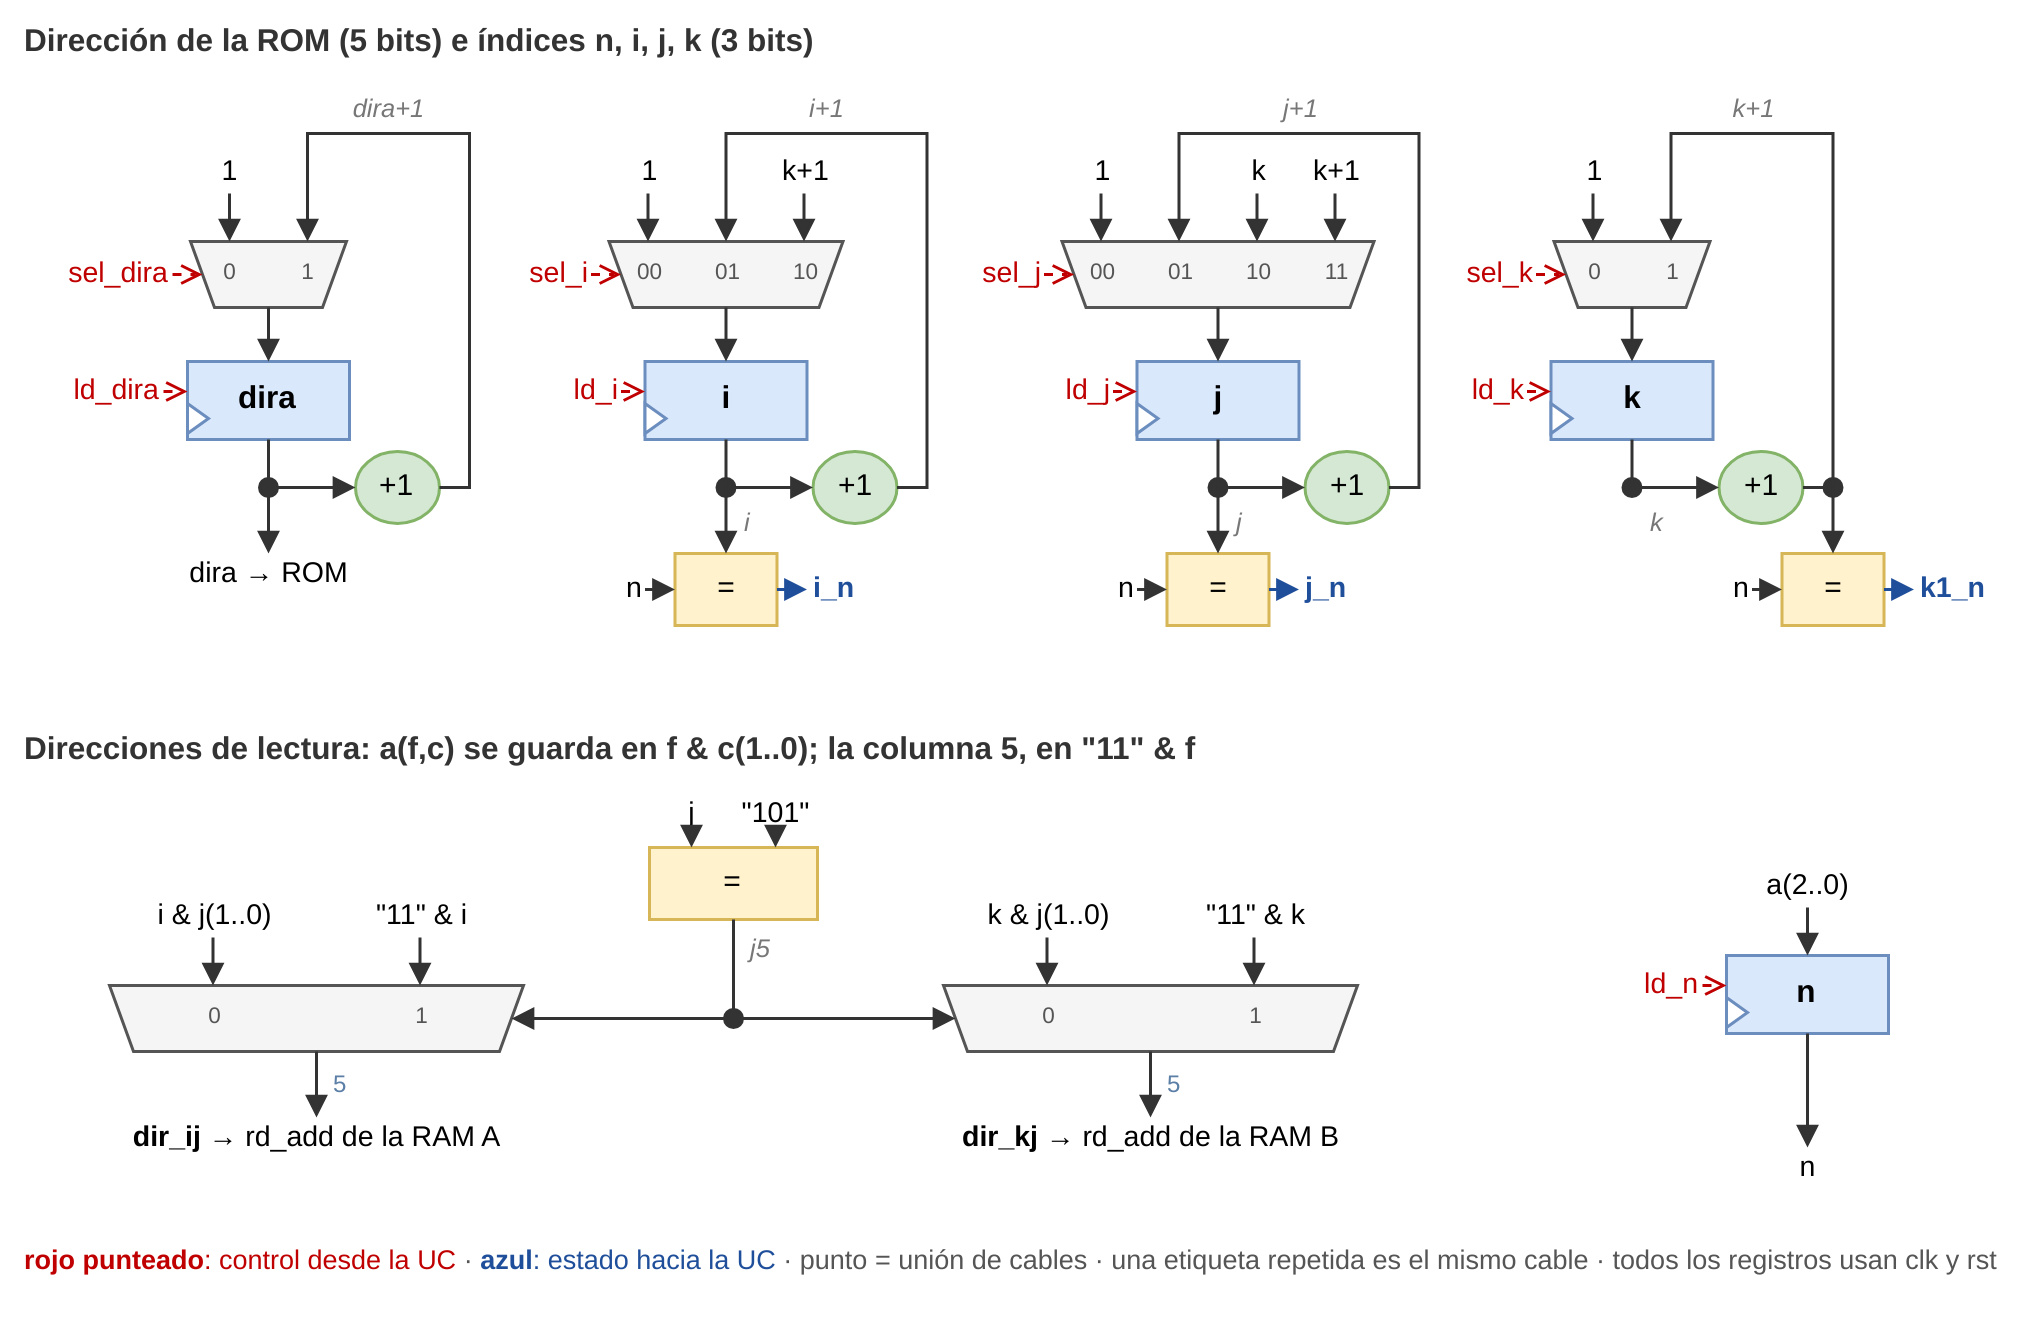 Dirección de la ROM (5 bits) e índices n, i, j, k (3 bits)
dira+1
i+1
j+1
k+1
1
1
k+1
1
k
k+1
1
sel_dira
0
1
sel_i
00
01
10
sel_j
00
01
10
11
sel_k
0
1
ld_dira
dira
ld_i
i
ld_j
j
ld_k
k
+1
+1
+1
+1
i
j
k
dira → ROM
n
=
i_n
n
=
j_n
n
=
k1_n
Direcciones de lectura: a(f,c) se guarda en f & c(1..0); la columna 5, en "11" & f
j
"101"
=
i & j(1..0)
"11" & i
k & j(1..0)
"11" & k
a(2..0)
j5
ld_n
n
0
1
0
1
5
5
dir_ij → rd_add de la RAM A
dir_kj → rd_add de la RAM B
n
rojo punteado: control desde la UC · azul: estado hacia la UC · punto = unión de cables · una etiqueta repetida es el mismo cable · todos los registros usan clk y rst